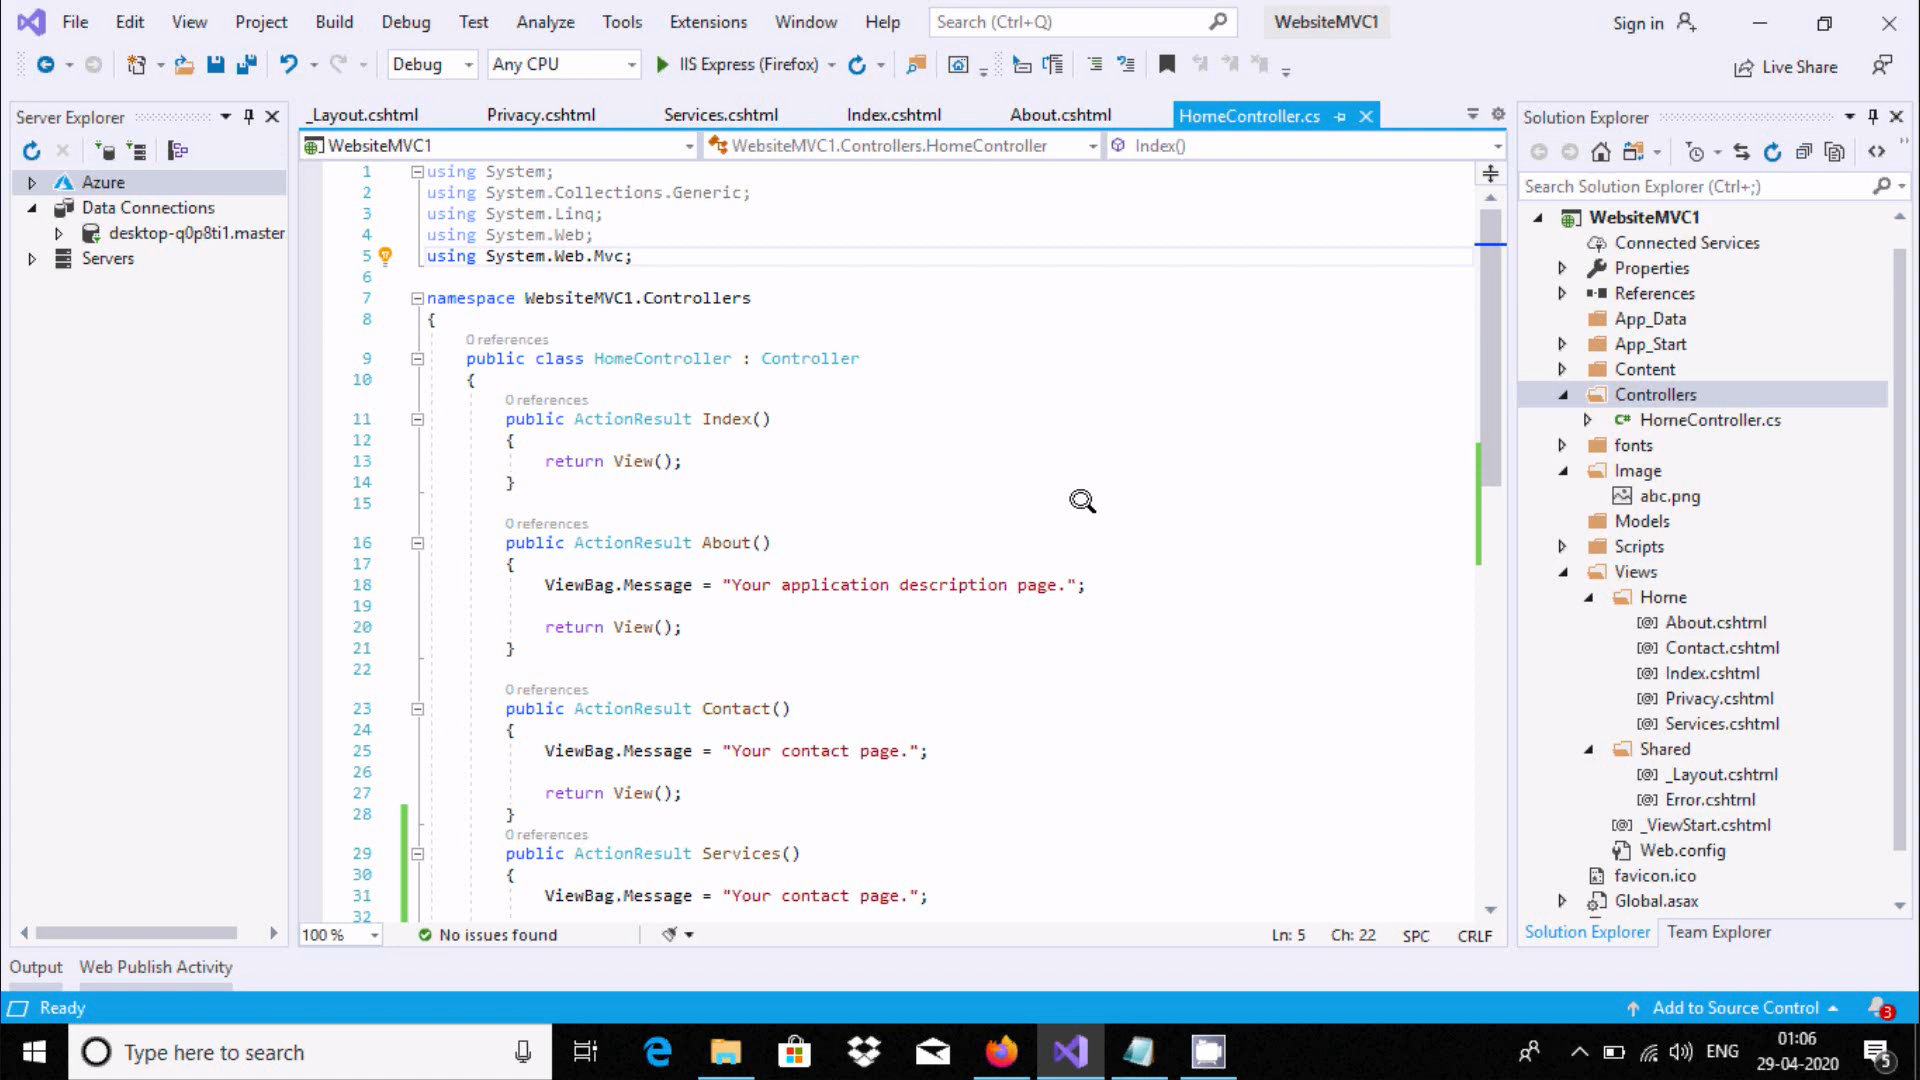 File Edit View Project Build Debug Test Analyze Tools Extensions Window Help Search (Ctrl+Q) WebsiteMVC1 Sign in
Debug Any CPU IIS Express (Firefox) Live Share
Server Explorer
Azure
Data Connections
desktop-q0p8ti1.master
Servers
_Layout.cshtml Privacy.cshtml Services.cshtml Index.cshtml About.cshtml HomeController.cs
WebsiteMVC1 WebsiteMVC1.Controllers.HomeController Index()
1 using System;
2 using System.Collections.Generic;
3 using System.Linq;
4 using System.Web;
5 using System.Web.Mvc;
6
7 namespace WebsiteMVC1.Controllers
8 {
0 references
9 public class HomeController : Controller
10 {
0 references
11 public ActionResult Index()
12 {
13 return View();
14 }
15
0 references
16 public ActionResult About()
17 {
18 ViewBag.Message = "Your application description page.";
19
20 return View();
21 }
22
0 references
23 public ActionResult Contact()
24 {
25 ViewBag.Message = "Your contact page.";
26
27 return View();
28 }
0 references
29 public ActionResult Services()
30 {
31 ViewBag.Message = "Your contact page.";
32
100 % No issues found Ln: 5 Ch: 22 SPC CRLF
Solution Explorer
Search Solution Explorer (Ctrl+;)
WebsiteMVC1
Connected Services
Properties
References
App_Data
App_Start
Content
Controllers
C# HomeController.cs
fonts
Image
abc.png
Models
Scripts
Views
Home
[@] About.cshtml
[@] Contact.cshtml
[@] Index.cshtml
[@] Privacy.cshtml
[@] Services.cshtml
Shared
[@] _Layout.cshtml
[@] Error.cshtml
[@] _ViewStart.cshtml
Web.config
favicon.ico
Global.asax
Solution Explorer Team Explorer
Output Web Publish Activity
Ready Add to Source Control 3
Type here to search ENG 01:06
29-04-2020 5